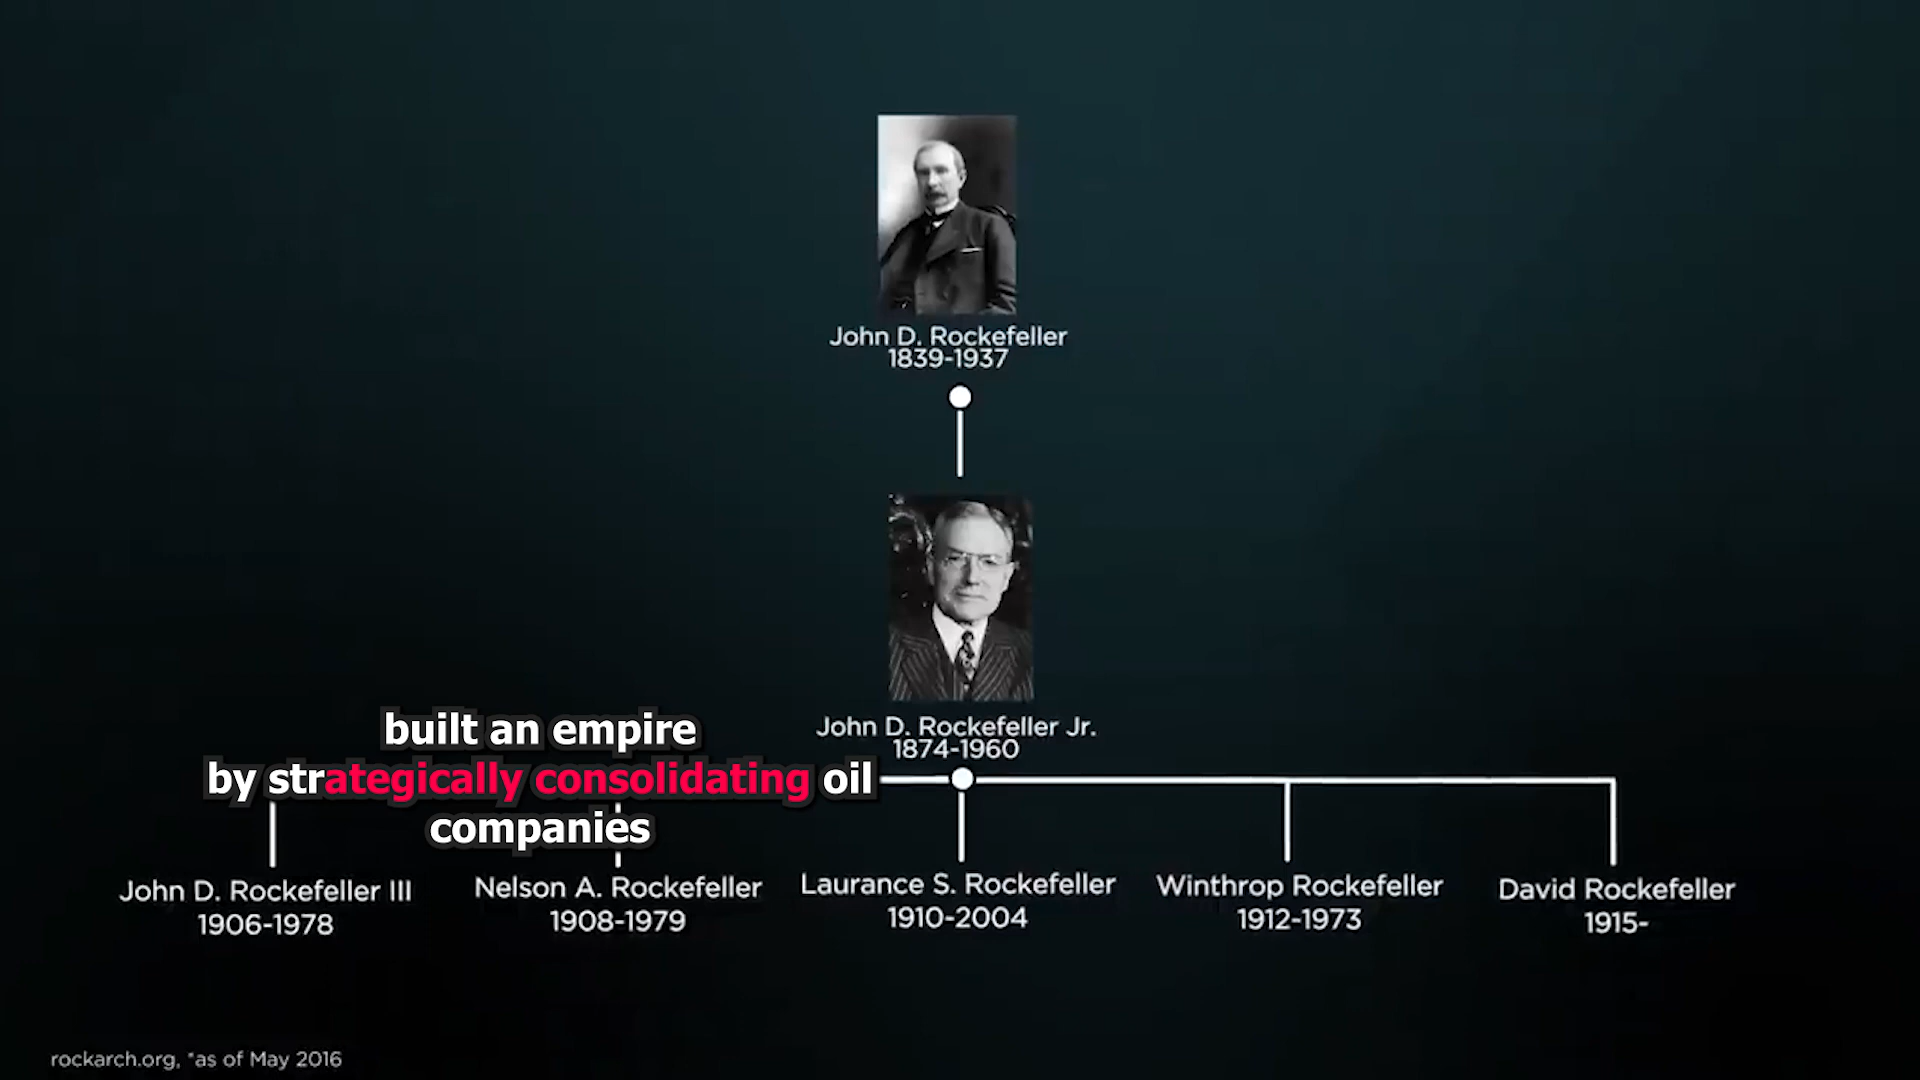 John D. Rockefeller
1839-1937
John D. Rockefeller Jr.
1874-1960
built an empire
by strategically consolidating oil
companies
John D. Rockefeller III
1906-1978
Nelson A. Rockefeller
1908-1979
Laurance S. Rockefeller
1910-2004
Winthrop Rockefeller
1912-1973
David Rockefeller
1915-
rockarch.org, *as of May 2016